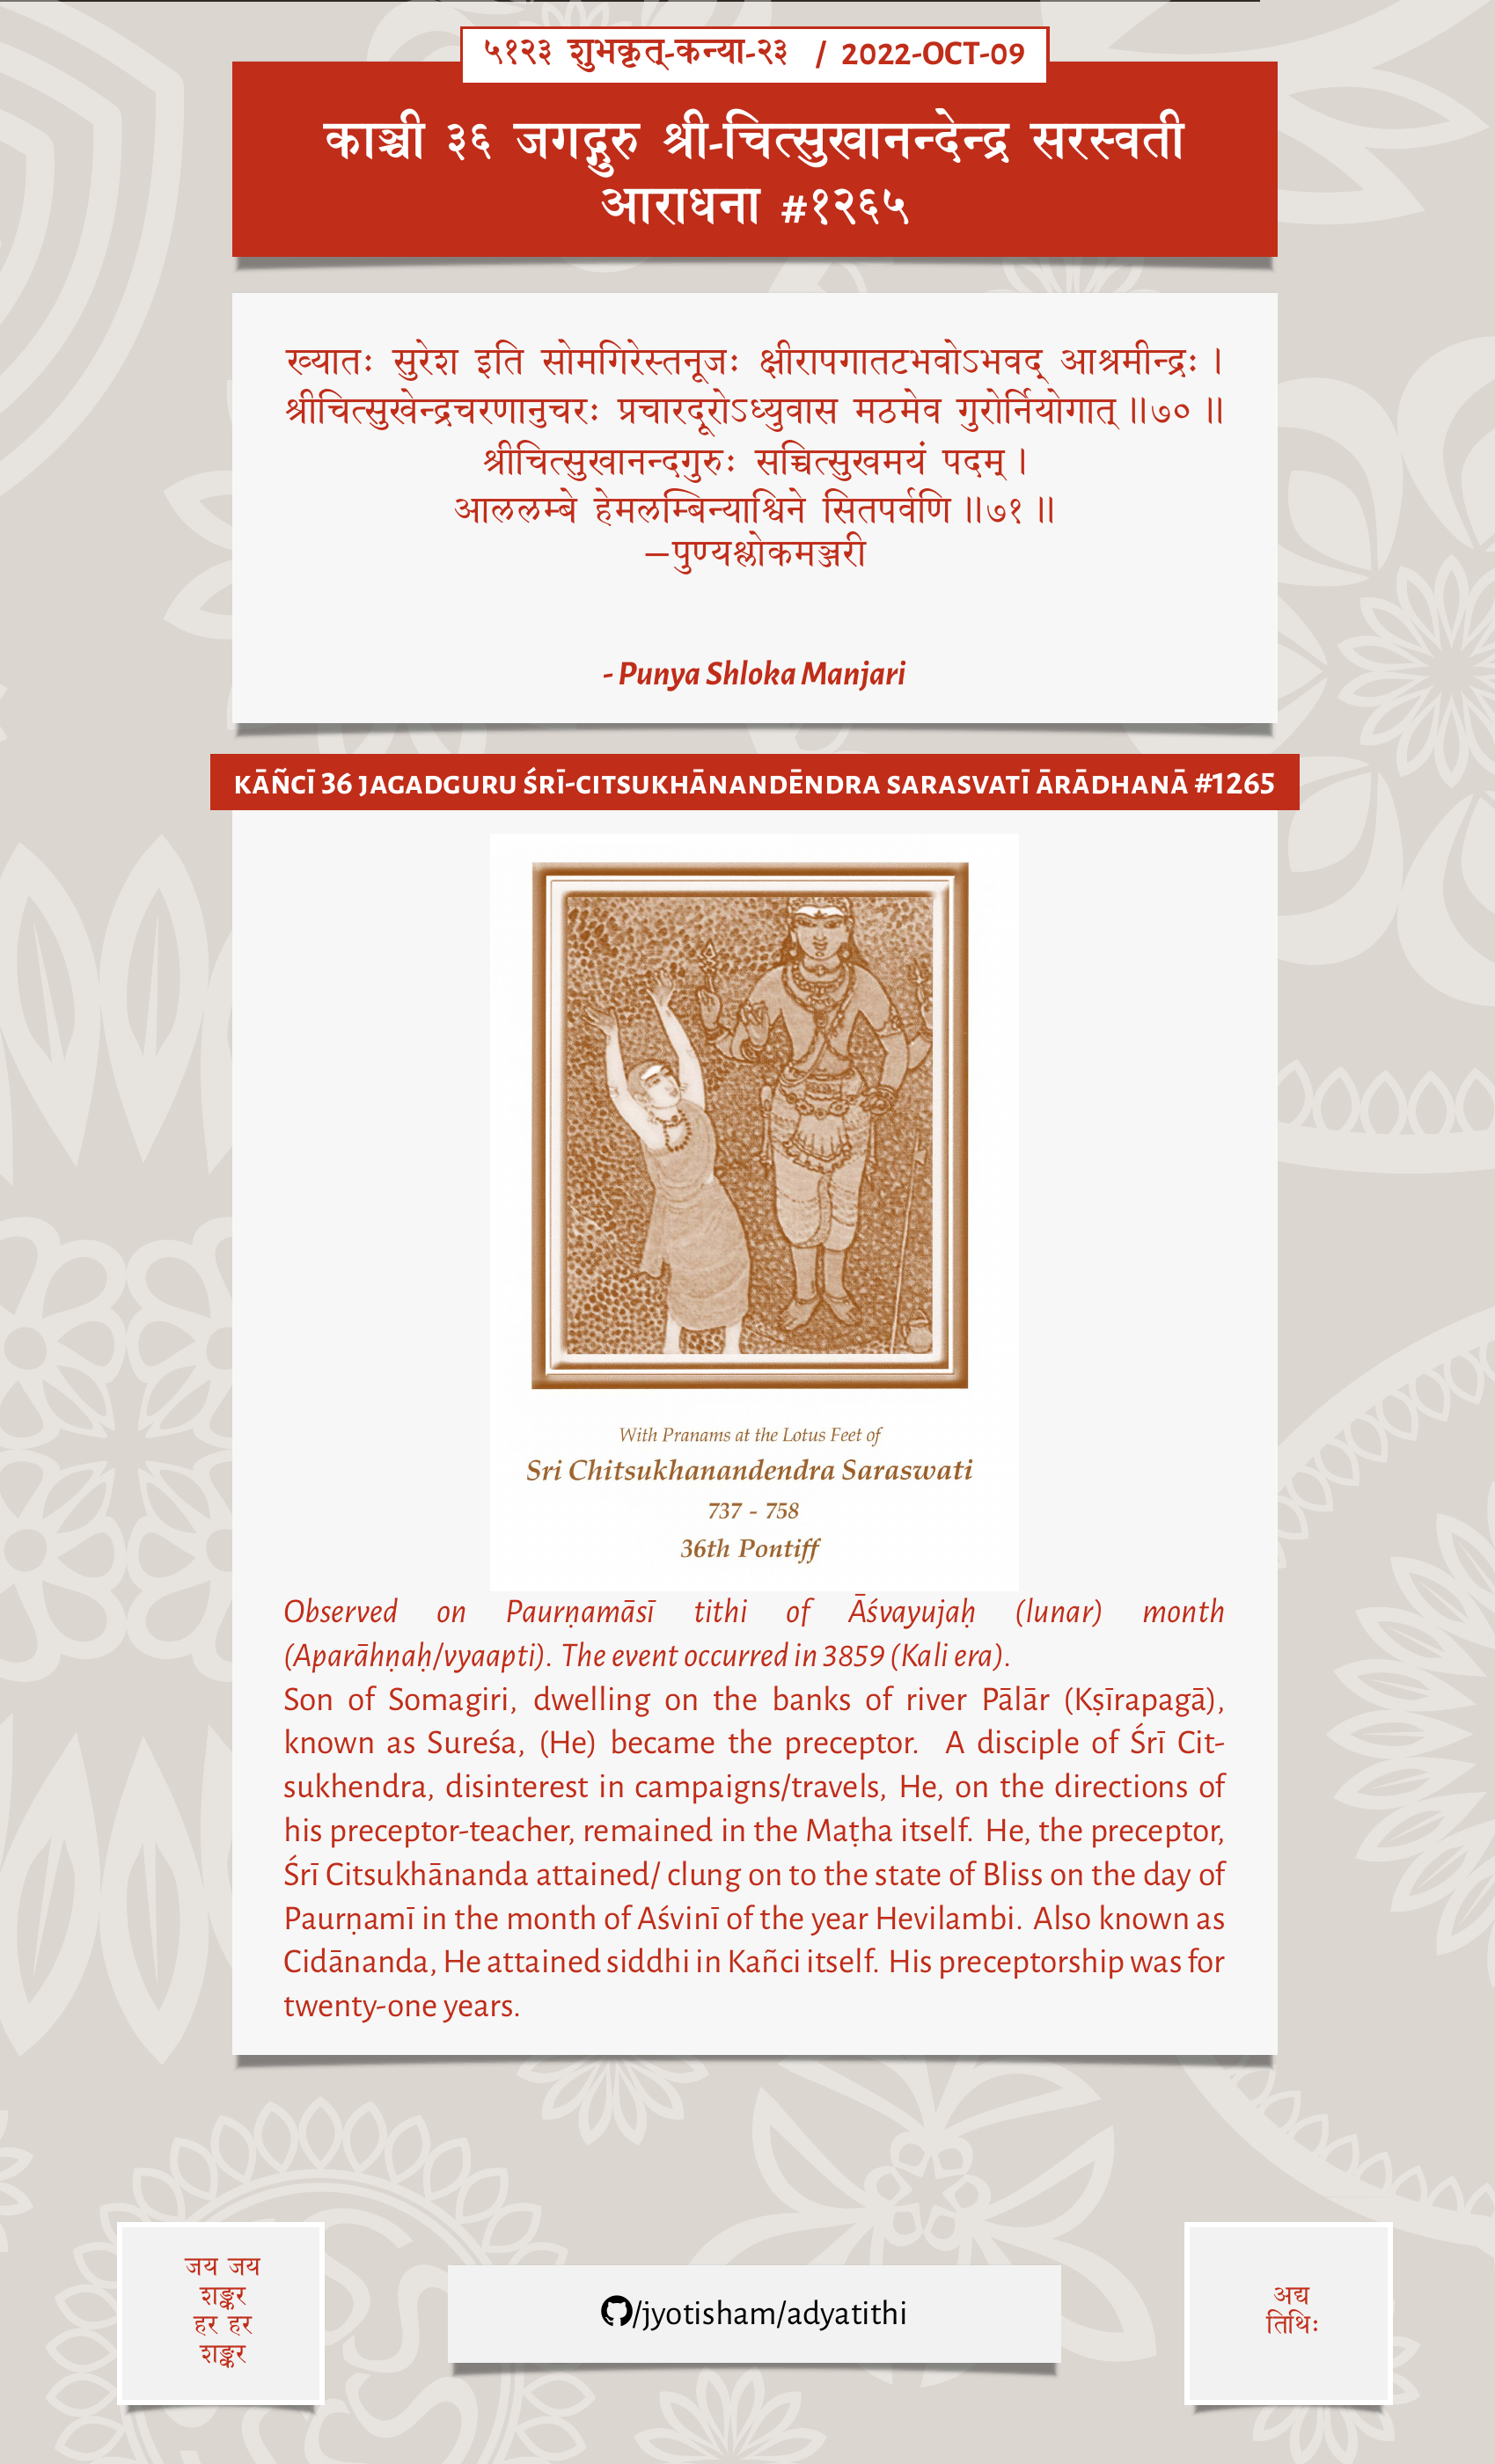 ५१२३ शुभकृत्-कन्या-२३ / 2022-OCT-09
काञ्ची ३६ जगद्गुरु श्री-चित्सुखानन्देन्द्र सरस्वती
आराधना #१२६५
ख्यातः सुरेश इति सोमगिरेस्तनूजः क्षीरापगातटभवोऽभवद् आश्रमीन्द्रः।
श्रीचित्सुखेन्द्रचरणानुचरः प्रचारदूरोऽध्युवास मठमेव गुरोर्नियोगात्॥७०॥
श्रीचित्सुखानन्दगुरुः सच्चित्सुखमयं पदम्।
आललम्बे हेमलम्बिन्याश्विने सितपर्वणि॥७१॥
—पुण्यश्लोकमञ्जरी
- Punya Shloka Manjari
KĀÑCĪ 36 JAGADGURU ŚRĪ-CITSUKHĀNANDĒNDRA SARASVATĪ ĀRĀDHANĀ #1265
With Pranams at the Lotus Feet of
Sri Chitsukhanandendra Saraswati
737 - 758
36th Pontiff
Observed on Paurṇamāsī tithi of Āśvayujaḥ (lunar) month
(Aparāhṇaḥ/vyaapti). The event occurred in 3859 (Kali era).
Son of Somagiri, dwelling on the banks of river Pālār (Kṣīrapagā),
known as Sureśa, (He) became the preceptor. A disciple of Śrī Cit-
sukhendra, disinterest in campaigns/travels, He, on the directions of
his preceptor-teacher, remained in the Maṭha itself. He, the preceptor,
Śrī Citsukhānanda attained/ clung on to the state of Bliss on the day of
Paurṇamī in the month of Aśvinī of the year Hevilambi. Also known as
Cidānanda, He attained siddhi in Kañci itself. His preceptorship was for
twenty-one years.
जय जय
शङ्कर
हर हर
शङ्कर
/jyotisham/adyatithi
अद्य
तिथिः